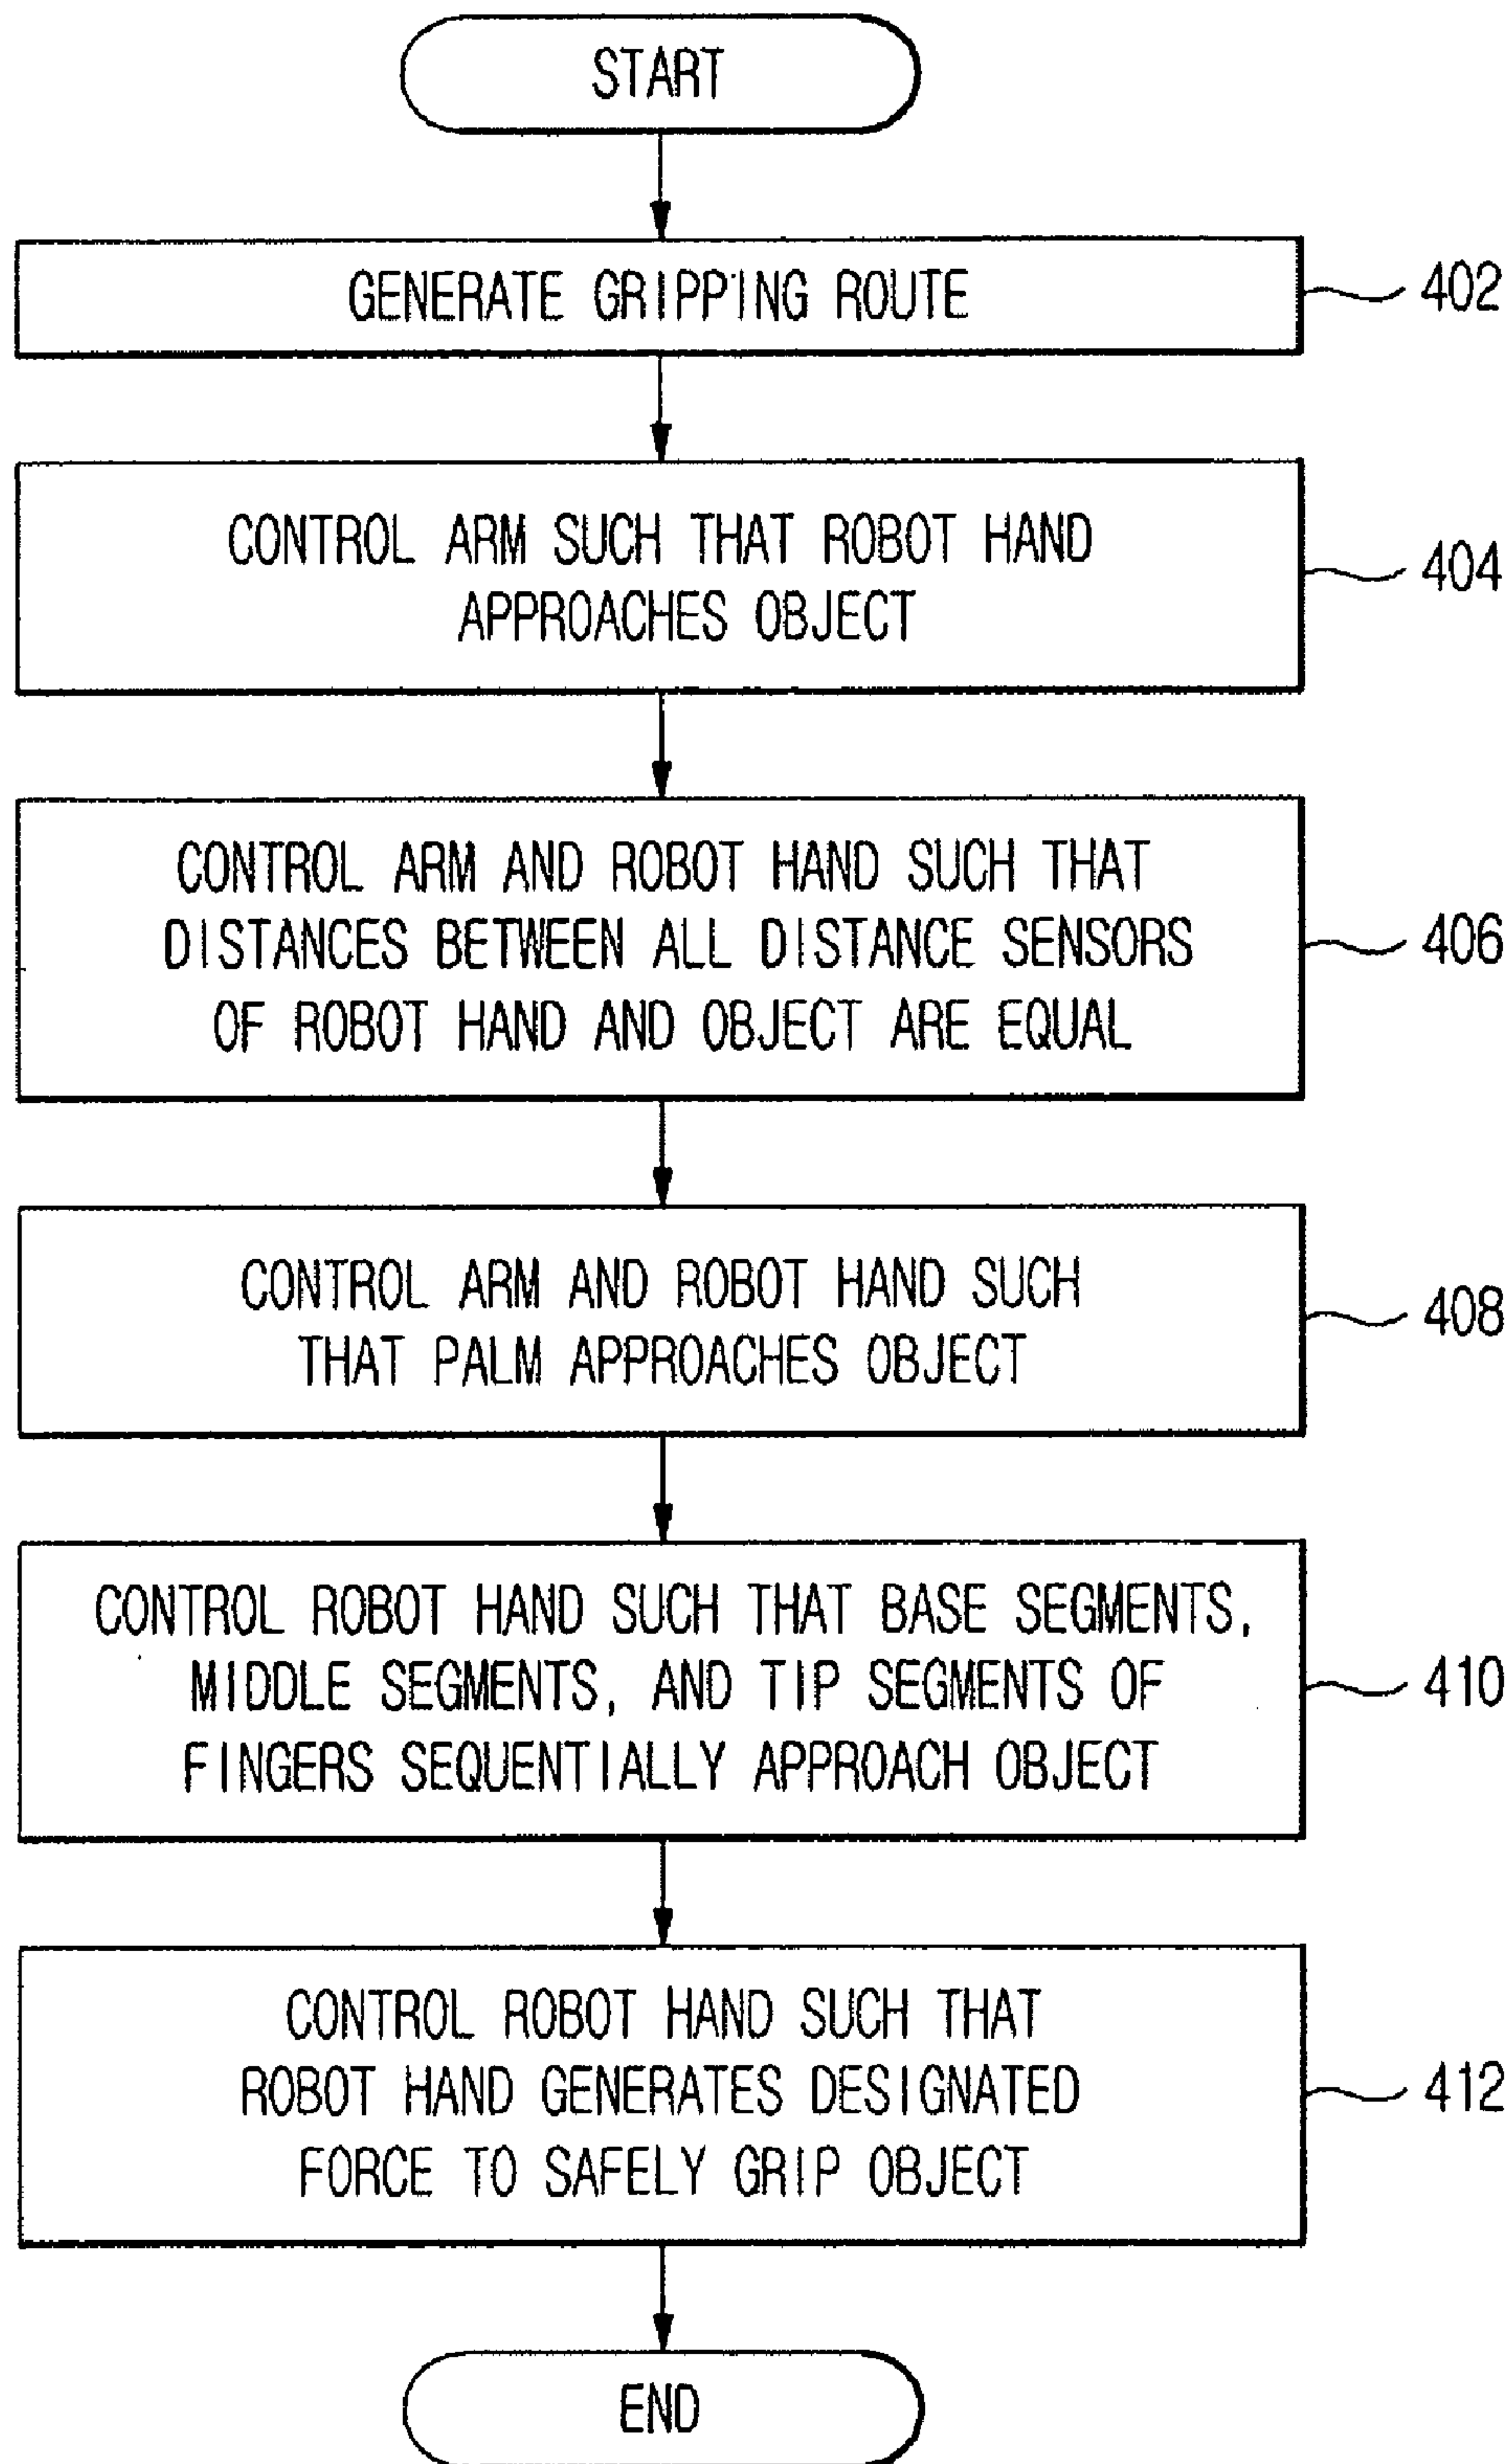 START
GENERATE GRIPPING ROUTE
402
CONTROL ARM SUCH THAT ROBOT HAND
APPROACHES OBJECT
404
CONTROL ARM AND ROBOT HAND SUCH THAT
DISTANCES BETWEEN ALL DISTANCE SENSORS
OF ROBOT HAND AND OBJECT ARE EQUAL
406
CONTROL ARM AND ROBOT HAND SUCH
THAT PALM APPROACHES OBJECT
408
CONTROL ROBOT HAND SUCH THAT BASE SEGMENTS,
MIDDLE SEGMENTS, AND TIP SEGMENTS OF
FINGERS SEQUENTIALLY APPROACH OBJECT
410
CONTROL ROBOT HAND SUCH THAT
ROBOT HAND GENERATES DESIGNATED
FORCE TO SAFELY GRIP OBJECT
412
END